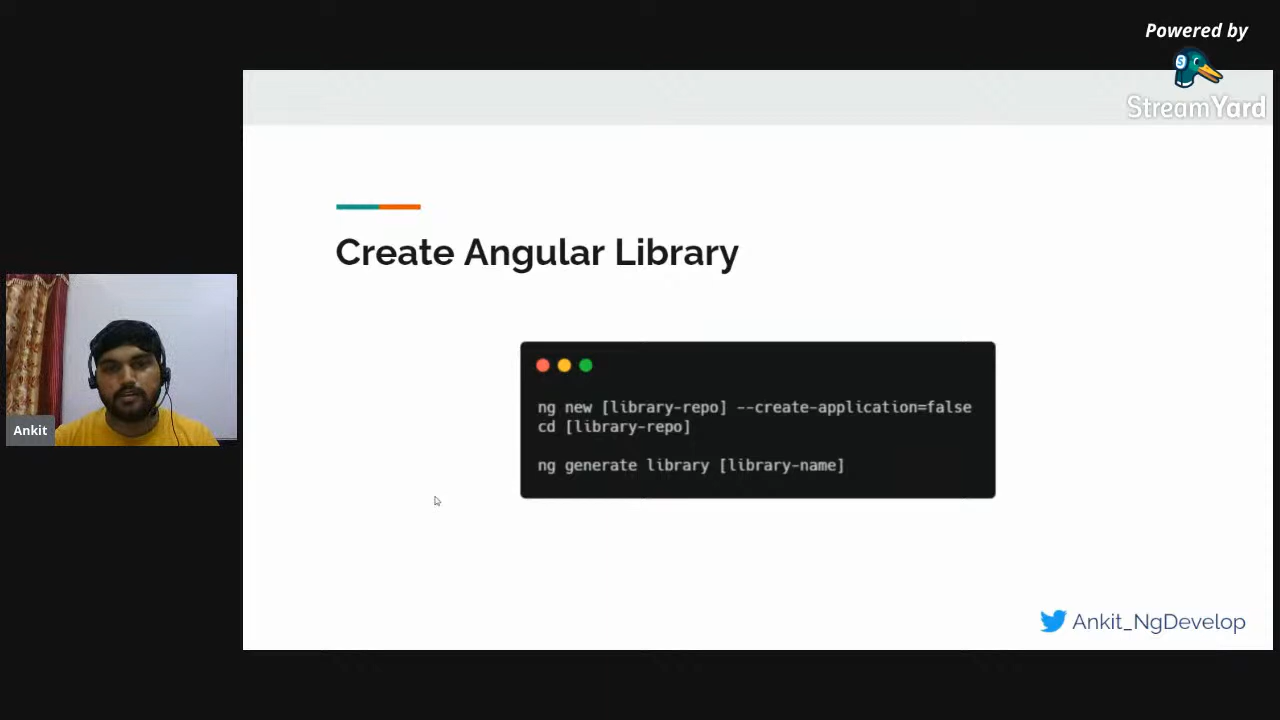 Powered by
StreamYard
Create Angular Library
ng new [library-repo] --create-application=false
cd [library-repo]
ng generate library [library-name]
Ankit
Ankit_NgDevelop